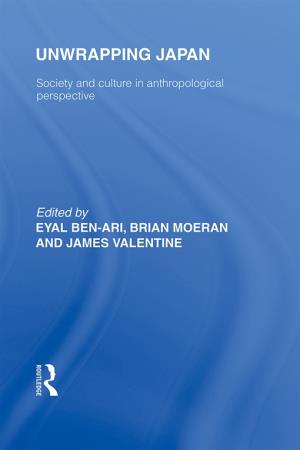 UNWRAPPING JAPAN
Society and culture in anthropological
perspective
Edited by
EYAL BEN-ARI, BRIAN MOERAN
AND JAMES VALENTINE
ROUTLEDGE